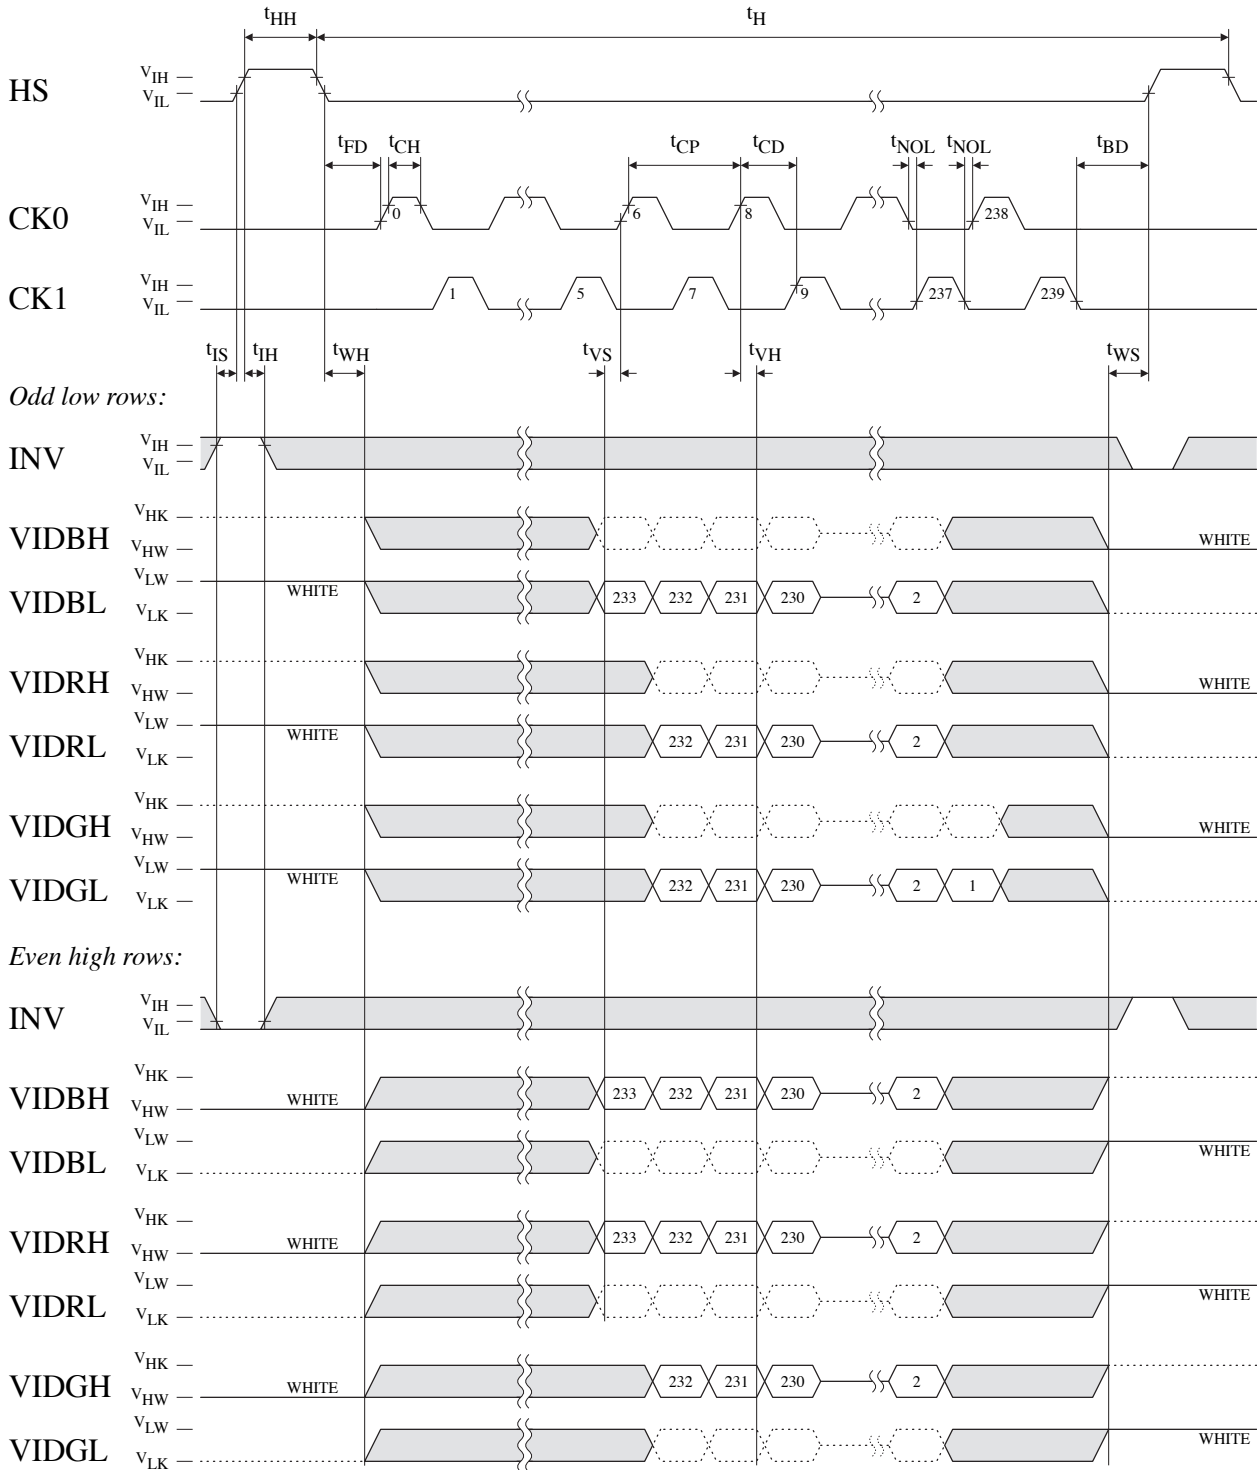 tHH tH
HS VIH VIL
tFD tCH tCP tCD tNOL tNOL tBD
CK0 VIH VIL 0 6 8 238
CK1 VIH VIL 1 5 7 9 237 239
tIS tIH tWH tVS tVH tWS
Odd low rows:
INV VIH VIL
VIDBH VHK VHW WHITE
VIDBL VLW VLK WHITE 233 232 231 230 2
VIDRH VHK VHW WHITE
VIDRL VLW VLK WHITE 232 231 230 2
VIDGH VHK VHW WHITE
VIDGL VLW VLK WHITE 232 231 230 2 1
Even high rows:
INV VIH VIL
VIDBH VHK VHW WHITE 233 232 231 230 2
VIDBL VLW VLK WHITE
VIDRH VHK VHW WHITE 233 232 231 230 2
VIDRL VLW VLK WHITE
VIDGH VHK VHW WHITE 232 231 230 2
VIDGL VLW VLK WHITE